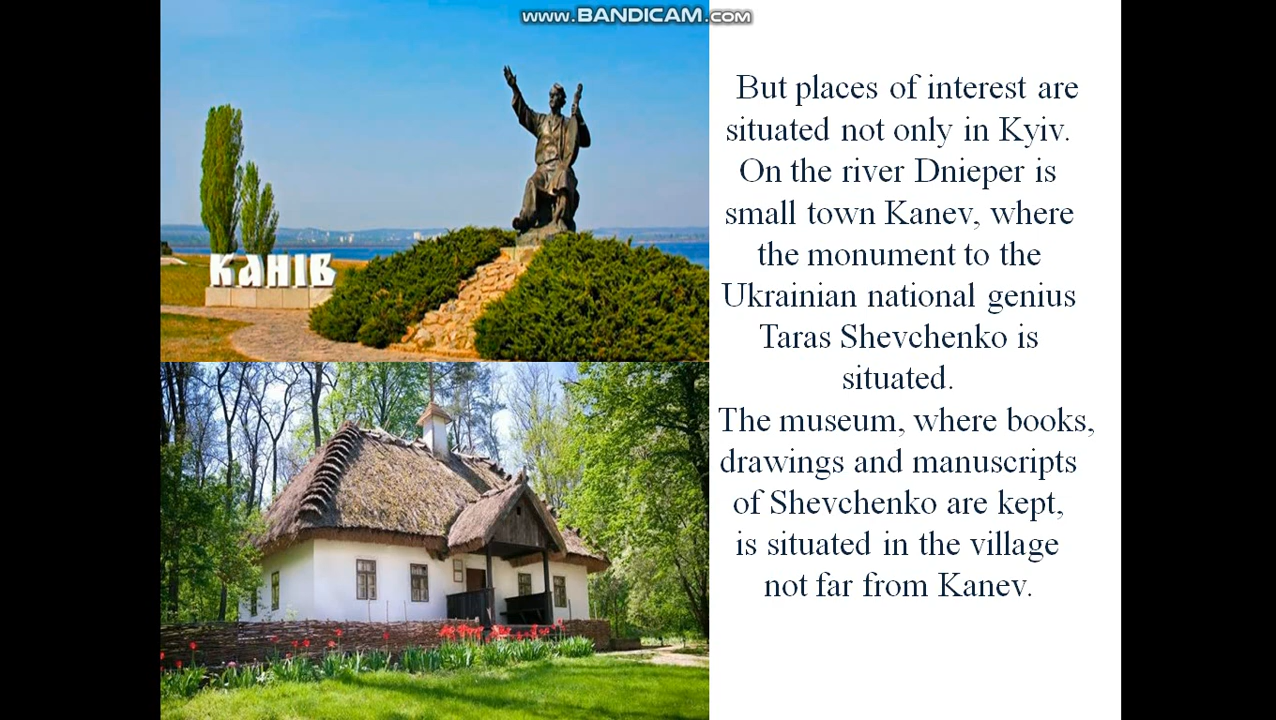 www.BANDICAM.com
But places of interest are
situated not only in Kyiv.
On the river Dnieper is
small town Kanev, where
the monument to the
Ukrainian national genius
Taras Shevchenko is
situated.
The museum, where books,
drawings and manuscripts
of Shevchenko are kept,
is situated in the village
not far from Kanev.
КАНІВ